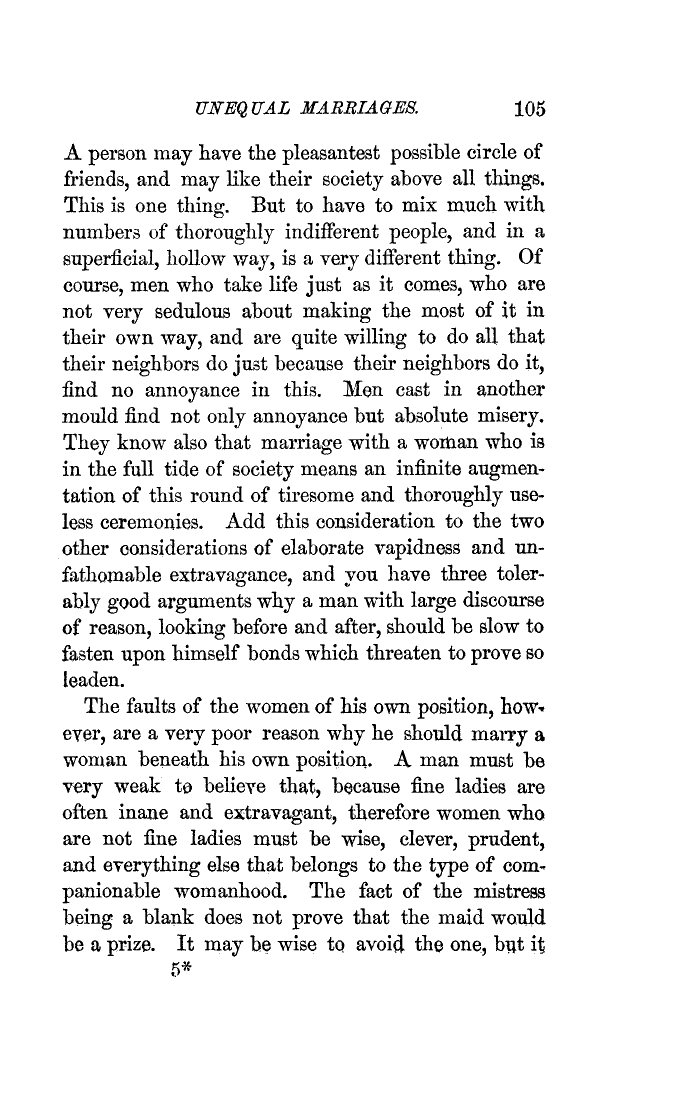 UNEQUAL MARRIAGES. 105
A person may have the pleasantest possible circle of
friends, and may like their society above all things.
This is one thing. But to have to mix much with
numbers of thoroughly indifferent people, and in a
superficial, hollow way, is a very different thing. Of
course, men who take life just as it comes, who are
not very sedulous about making the most of it in
their own way, and are quite willing to do all that
their neighbors do just because their neighbors do it,
find no annoyance in this. Men cast in another
mould find not only annoyance but absolute misery.
They know also that marriage with a woman who is
in the full tide of society means an infinite augmen-
tation of this round of tiresome and thoroughly use-
less ceremonies. Add this consideration to the two
other considerations of elaborate vapidness and un-
fathomable extravagance, and you have three toler-
ably good arguments why a man with large discourse
of reason, looking before and after, should be slow to
fasten upon himself bonds which threaten to prove so
leaden.
The faults of the women of his own position, how-
ever, are a very poor reason why he should marry a
woman beneath his own position. A man must be
very weak to believe that, because fine ladies are
often inane and extravagant, therefore women who
are not fine ladies must be wise, clever, prudent,
and everything else that belongs to the type of com-
panionable womanhood. The fact of the mistress
being a blank does not prove that the maid would
be a prize. It may be wise to avoid the one, but it
5*